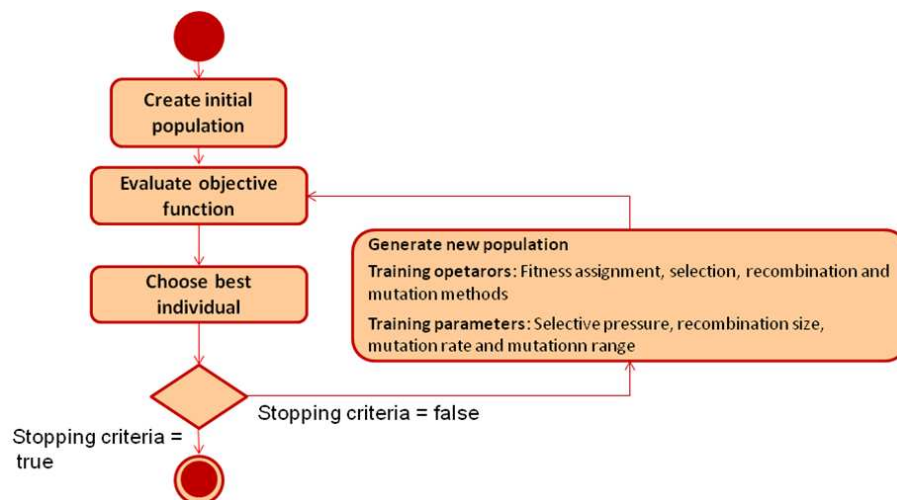 Create initial
population
Evaluate objective
function
Choose best
individual
Generate new population
Training opetarors: Fitness assignment, selection, recombination and
mutation methods
Training parameters: Selective pressure, recombination size,
mutation rate and mutationn range
Stopping criteria = false
Stopping criteria =
true